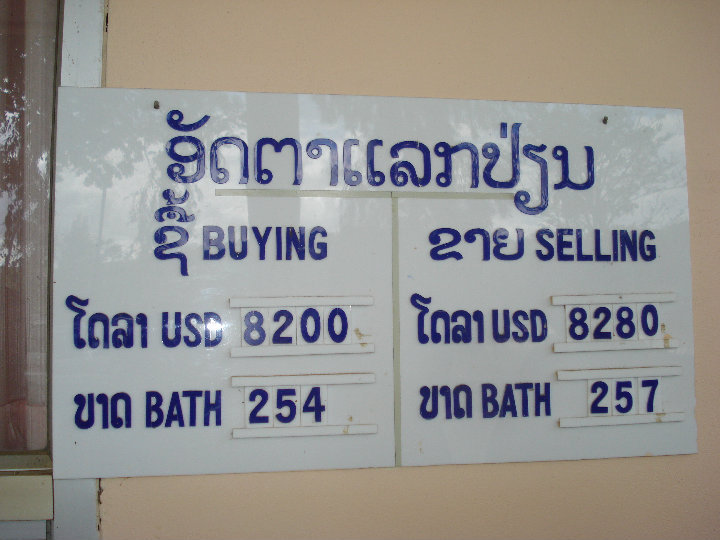 ອັດຕາແລກປ່ຽນ
ຊື້ BUYING
ໂດລາ USD 8200
ບາດ BATH 254
ຂາຍ SELLING
ໂດລາ USD 8280
ບາດ BATH 257